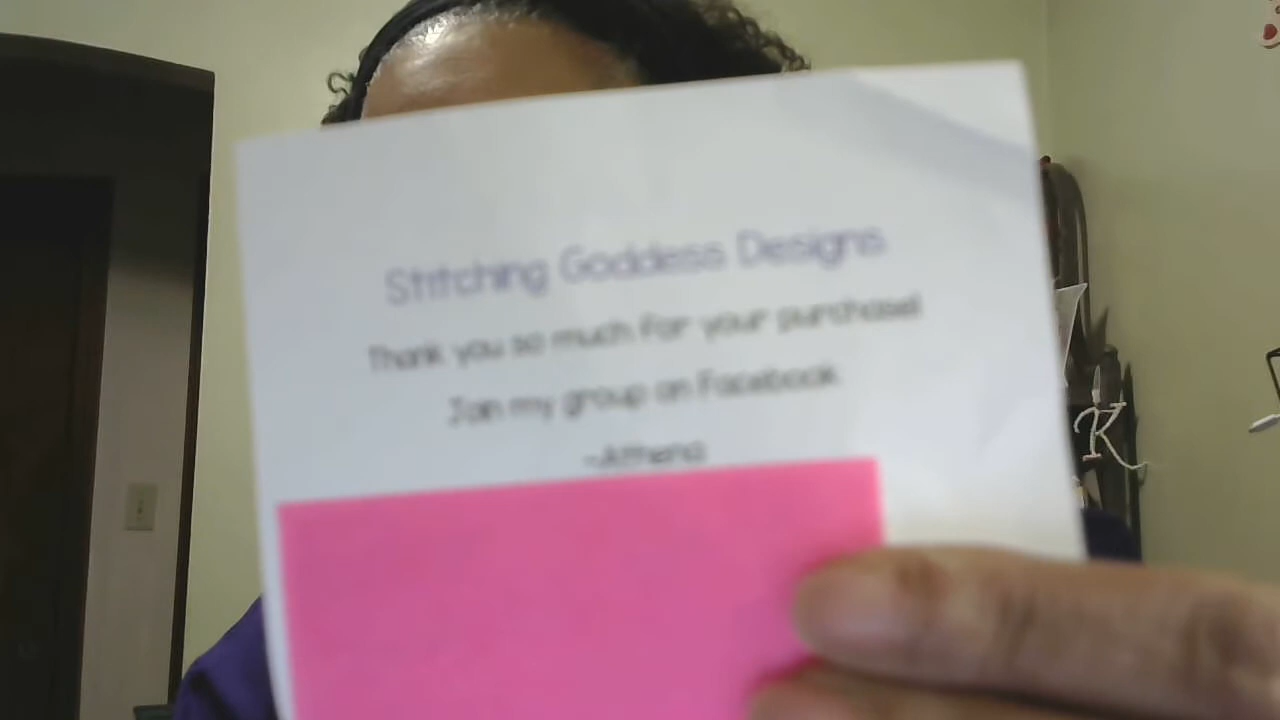 Stitching Goddess Designs
Thank you so much for your purchase!
Join my group on Facebook
-Athena
K